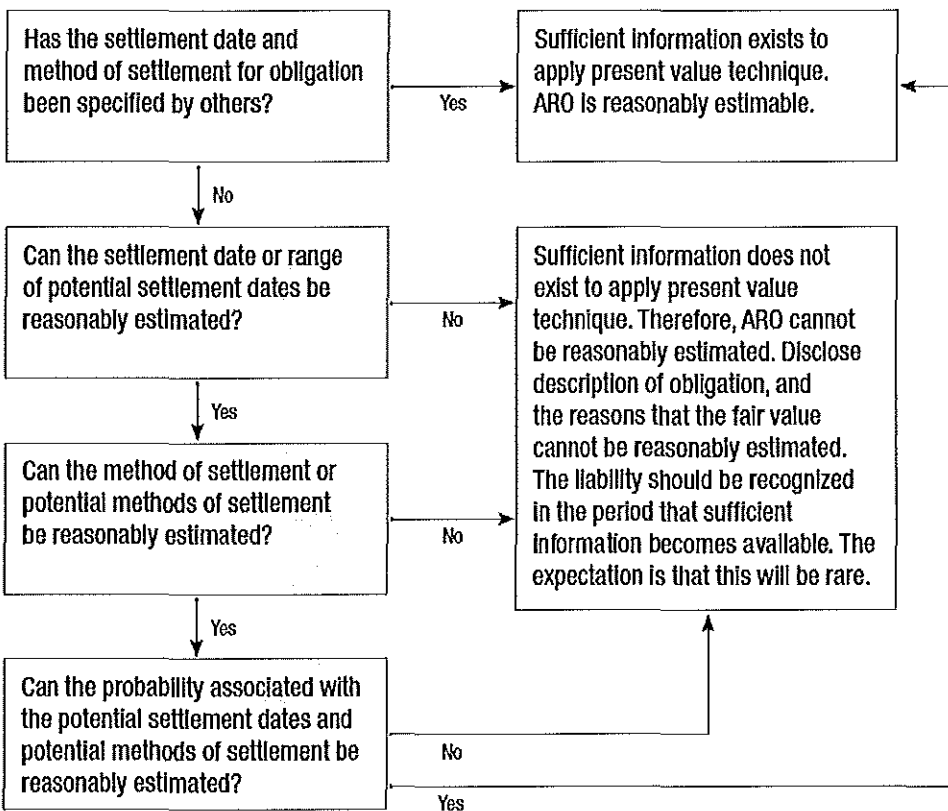 Has the settlement date and
method of settlement for obligation
been specified by others?
Yes
Sufficient information exists to
apply present value technique.
ARO is reasonably estimable.
No
Can the settlement date or range
of potential settlement dates be
reasonably estimated?
No
Sufficient information does not
exist to apply present value
technique. Therefore, ARO cannot
be reasonably estimated. Disclose
description of obligation, and
the reasons that the fair value
cannot be reasonably estimated.
The liability should be recognized
in the period that sufficient
information becomes available. The
expectation is that this will be rare.
Yes
Can the method of settlement or
potential methods of settlement
be reasonably estimated?
No
Yes
Can the probability associated with
the potential settlement dates and
potential methods of settlement be
reasonably estimated?
No
Yes